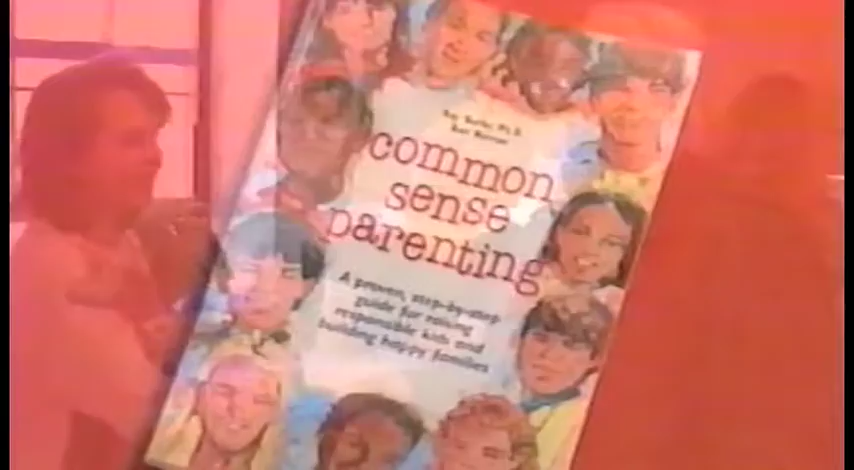 common
sense
parenting
A proven, step-by-step
guide for raising
responsible kids and
building happy families